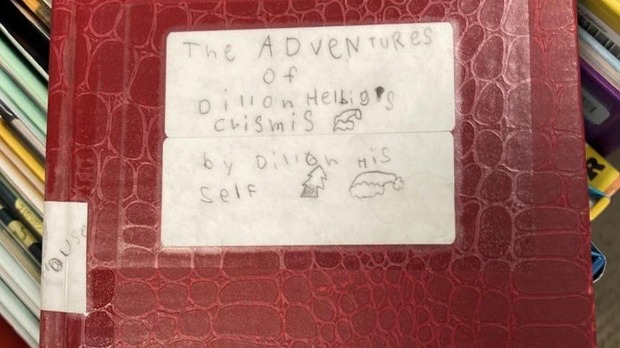 The ADVENTURES
Of
Dillon Helbig's
crismis
by Dillon His
Self